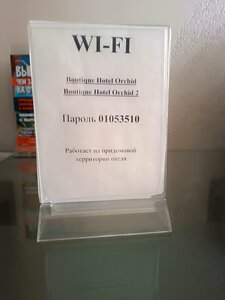 WI-FI
Boutique Hotel Orchid
Boutique Hotel Orchid 2
Пароль 01053510
Работает на придомовой
территории отеля